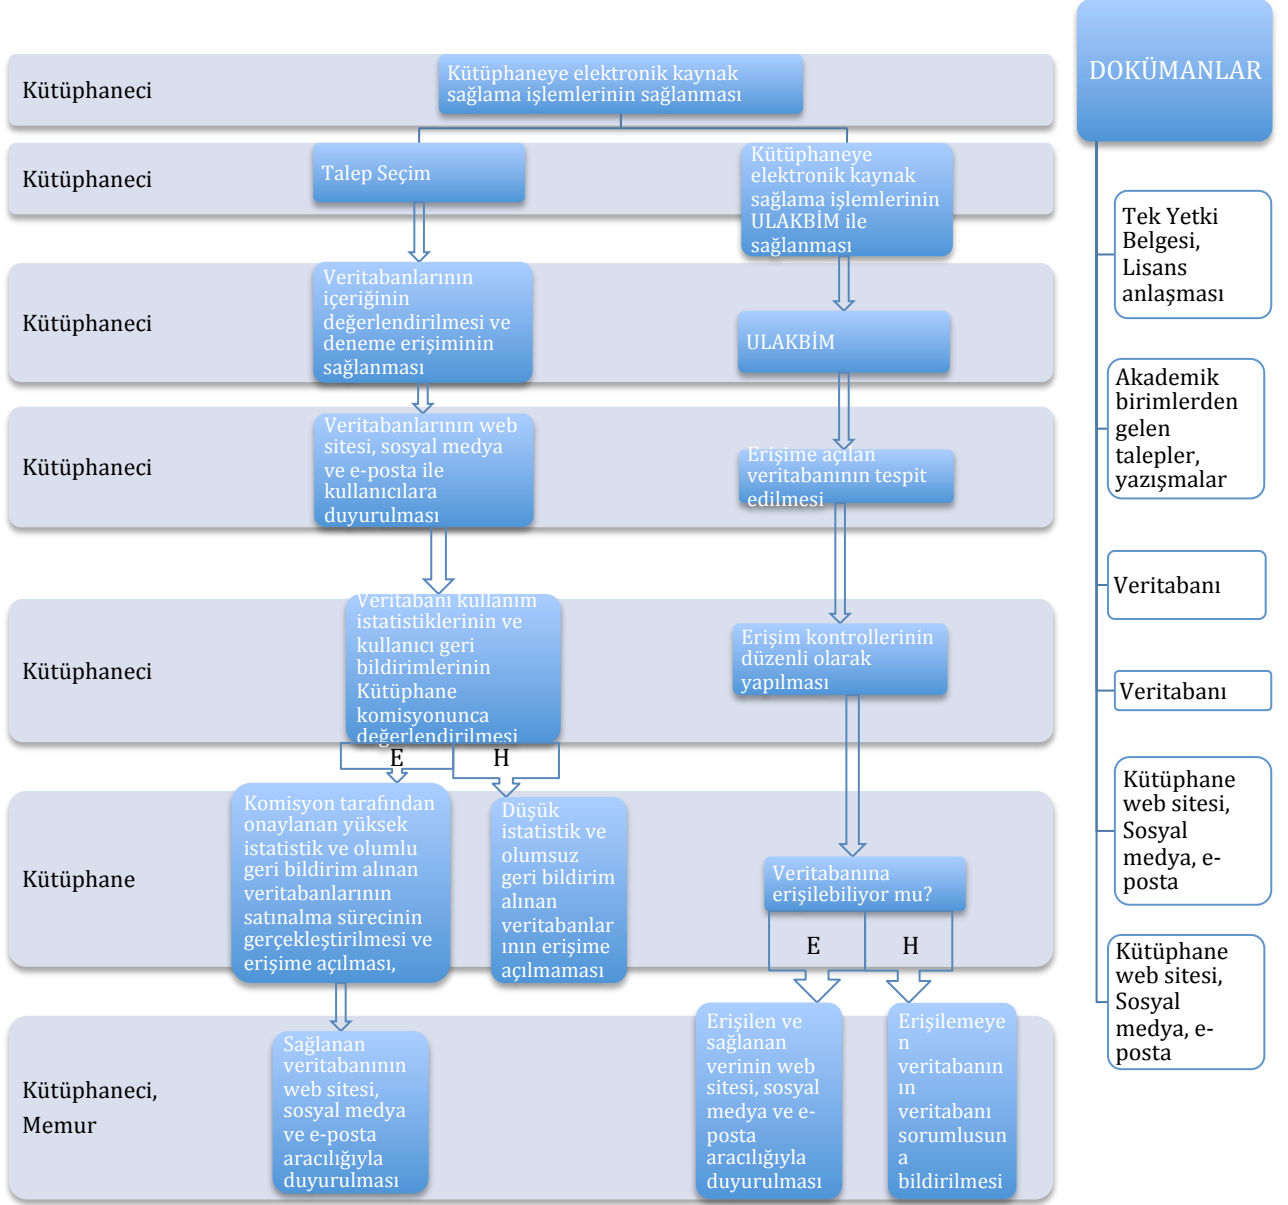 Kütüphaneci
Kütüphaneye elektronik kaynak
sağlama işlemlerinin sağlanması
Kütüphaneci
Talep Seçim
Kütüphaneye
elektronik kaynak
sağlama işlemlerinin
ULAKBİM ile
sağlanması
Kütüphaneci
Veritabanlarının
içeriğinin
değerlendirilmesi ve
deneme erişiminin
sağlanması
ULAKBİM
Kütüphaneci
Veritabanlarının web
sitesi, sosyal medya
ve e-posta ile
kullanıcılara
duyurulması
Erişime açılan
veritabanının tespit
edilmesi
Kütüphaneci
Veritabanı kullanım
istatistiklerinin ve
kullanıcı geri
bildirimlerinin
Kütüphane
komisyonunca
değerlendirilmesi
Erişim kontrollerinin
düzenli olarak
yapılması
E
H
Kütüphane
Komisyon tarafından
onaylanan yüksek
istatistik ve olumlu
geri bildirim alınan
veritabanlarının
satınalma sürecinin
gerçekleştirilmesi ve
erişime açılması,
Düşük
istatistik ve
olumsuz
geri bildirim
alınan
veritabanlar
ının erişime
açılmaması
Veritabanına
erişilebiliyor mu?
E
H
Kütüphaneci,
Memur
Sağlanan
veritabanının
web sitesi,
sosyal medya
ve e-posta
aracılığıyla
duyurulması
Erişilen ve
sağlanan
verinin web
sitesi, sosyal
medya ve e-
posta
aracılığıyla
duyurulması
Erişilemeye
n
veritabanın
ın
veritabanı
sorumlusun
a
bildirilmesi
DOKÜMANLAR
Tek Yetki
Belgesi,
Lisans
anlaşması
Akademik
birimlerden
gelen
talepler,
yazışmalar
Veritabanı
Veritabanı
Kütüphane
web sitesi,
Sosyal
medya, e-
posta
Kütüphane
web sitesi,
Sosyal
medya, e-
posta